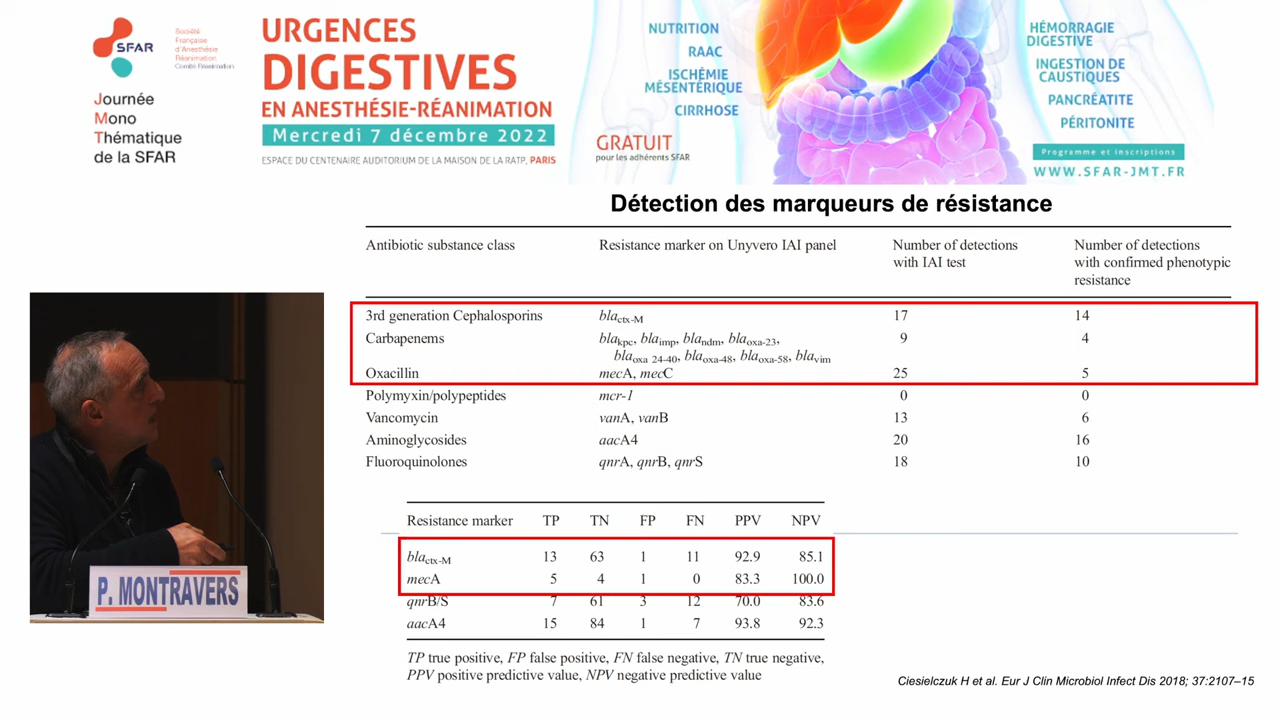 SFAR
Société
Française
d'Anesthésie
Réanimation
Comité Réanimation
Journée
Mono
Thématique
de la SFAR
URGENCES
DIGESTIVES
EN ANESTHÉSIE-RÉANIMATION
Mercredi 7 décembre 2022
ESPACE DU CENTENAIRE AUDITORIUM DE LA MAISON DE LA RATP, PARIS
NUTRITION
RAAC
ISCHÉMIE
MÉSENTÉRIQUE
CIRRHOSE
GRATUIT
pour les adhérents SFAR
HÉMORRAGIE
DIGESTIVE
INGESTION DE
CAUSTIQUES
PANCRÉATITE
PÉRITONITE
Programme et inscriptions
WWW.SFAR-JMT.FR
Détection des marqueurs de résistance
Antibiotic substance class Resistance marker on Unyvero IAI panel Number of detections with IAI test Number of detections with confirmed phenotypic resistance
3rd generation Cephalosporins blactx-M 17 14
Carbapenems blakpc, blaimp, blandm, blaoxa-23, 9 4
blaoxa 24-40, blaoxa-48, blaoxa-58, blavim
Oxacillin mecA, mecC 25 5
Polymyxin/polypeptides mcr-1 0 0
Vancomycin vanA, vanB 13 6
Aminoglycosides aacA4 20 16
Fluoroquinolones qnrA, qnrB, qnrS 18 10
Resistance marker TP TN FP FN PPV NPV
blactx-M 13 63 1 11 92.9 85.1
mecA 5 4 1 0 83.3 100.0
qnrB/S 7 61 3 12 70.0 83.6
aacA4 15 84 1 7 93.8 92.3
TP true positive, FP false positive, FN false negative, TN true negative,
PPV positive predictive value, NPV negative predictive value
Ciesielczuk H et al. Eur J Clin Microbiol Infect Dis 2018; 37:2107–15
P. MONTRAVERS